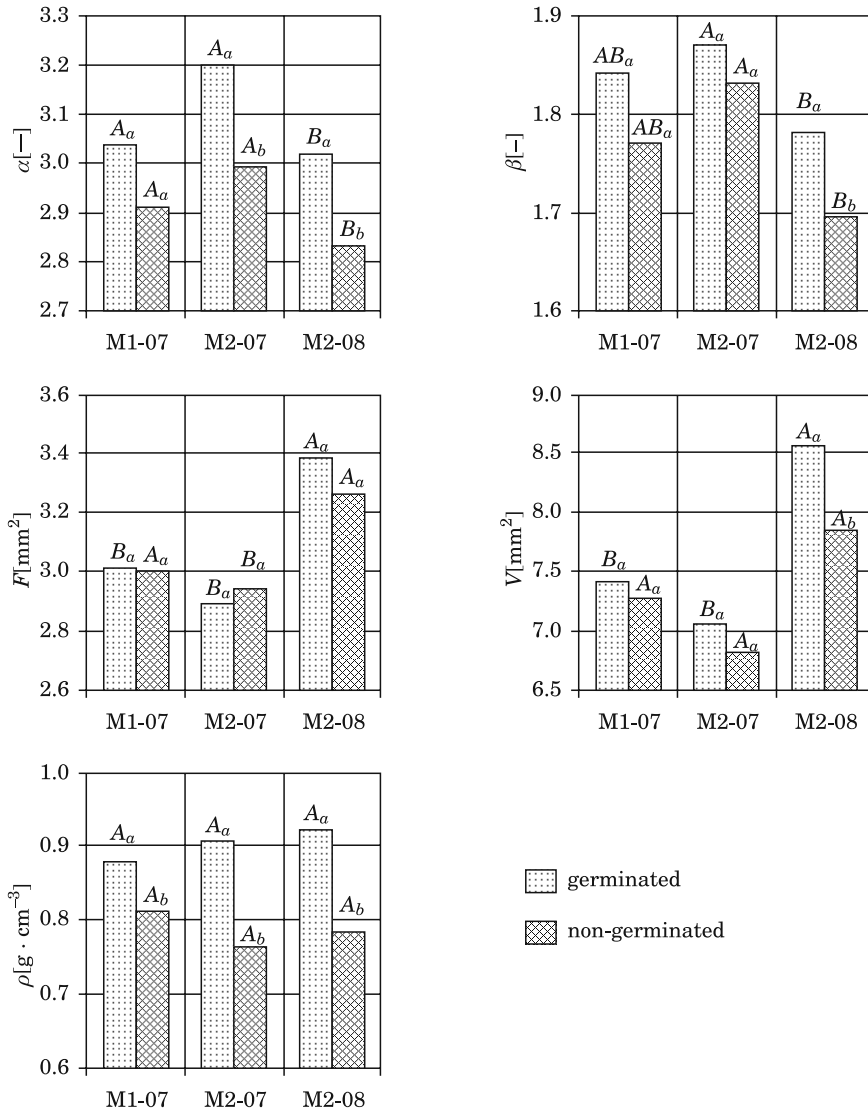 3.3
3.2
3.1
3.0
2.9
2.8
2.7
α[–]
A_a
A_a
A_a
A_b
B_a
B_b
M1-07 M2-07 M2-08
1.9
1.8
1.7
1.6
β[–]
AB_a
AB_a
A_a
A_a
B_a
B_b
M1-07 M2-07 M2-08
3.6
3.4
3.2
3.0
2.8
2.6
F[mm²]
B_a A_a
B_a
B_a
A_a
A_a
M1-07 M2-07 M2-08
9.0
8.5
8.0
7.5
7.0
6.5
V[mm²]
B_a
A_a
B_a
A_a
A_a
A_b
M1-07 M2-07 M2-08
1.0
0.9
0.8
0.7
0.6
ρ[g · cm⁻³]
A_a
A_b
A_a
A_b
A_a
A_b
M1-07 M2-07 M2-08
germinated
non-germinated